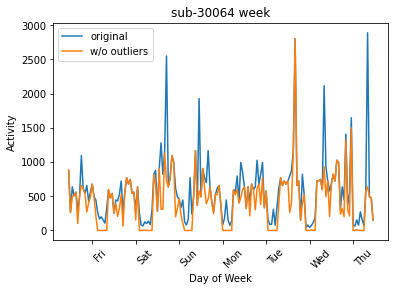 sub-30064 week
original
w/o outliers
3000
2500
2000
1500
1000
500
0
Activity
Fri
Sat
Sun
Mon
Tue
Wed
Thu
Day of Week